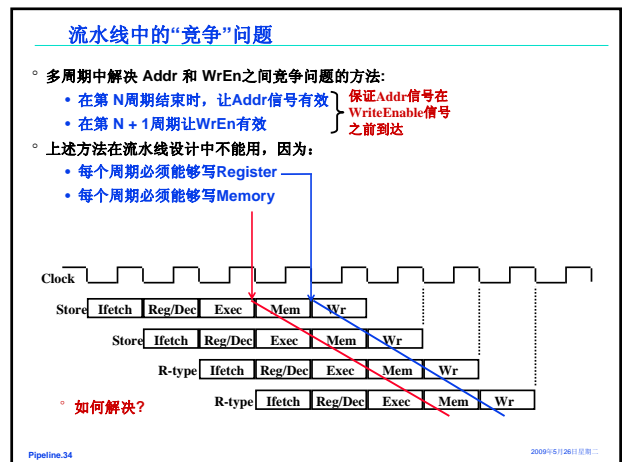 流水线中的“竞争”问题
° 多周期中解决 Addr 和 WrEn之间竞争问题的方法:
• 在第 N周期结束时，让Addr信号有效
• 在第 N + 1周期让WrEn有效
保证Addr信号在
WriteEnable信号
之前到达
° 上述方法在流水线设计中不能用，因为：
• 每个周期必须能够写Register
• 每个周期必须能够写Memory
Clock
Store Ifetch Reg/Dec Exec Mem Wr
Store Ifetch Reg/Dec Exec Mem Wr
R-type Ifetch Reg/Dec Exec Mem Wr
R-type Ifetch Reg/Dec Exec Mem Wr
° 如何解决?
Pipeline.34
2009年5月26日星期二